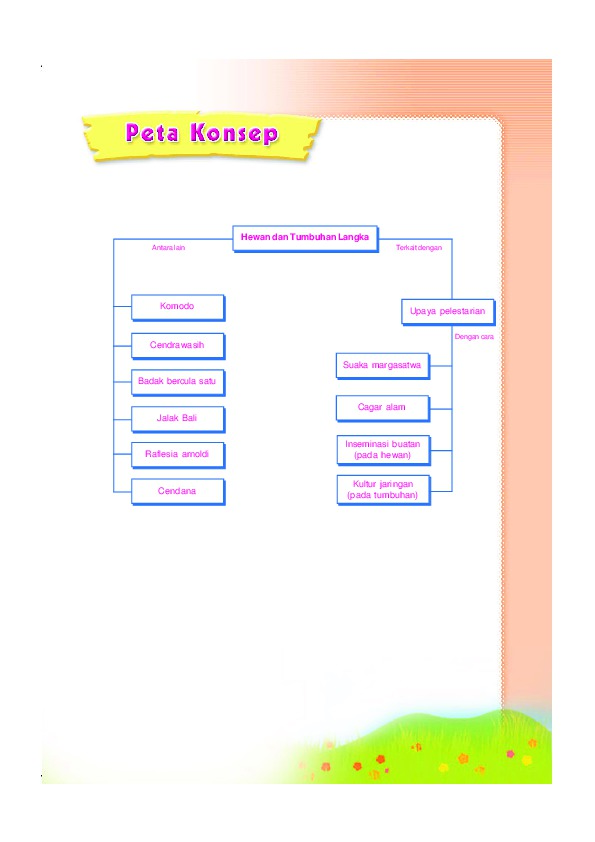 Peta Konsep
Hewan dan Tumbuhan Langka
Antara lain
Terkait dengan
Komodo
Cendrawasih
Badak bercula satu
Jalak Bali
Raflesia arnoldi
Cendana
Upaya pelestarian
Dengan cara
Suaka margasatwa
Cagar alam
Inseminasi buatan
(pada hewan)
Kultur jaringan
(pada tumbuhan)